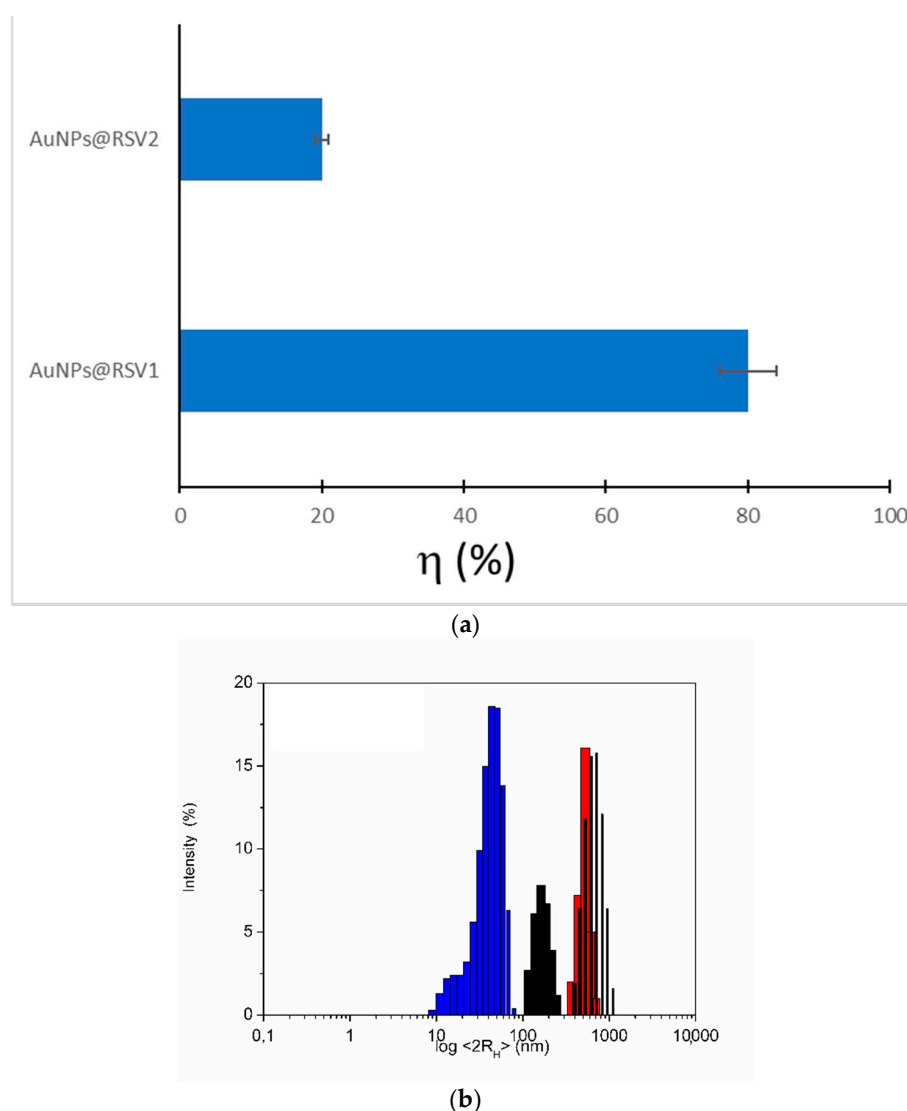 AuNPs@RSV2
AuNPs@RSV1
0 20 40 60 80 100
η (%)
(a)
20
15
10
5
0
Intensity (%)
0,1 1 10 100 1000 10,000
log <2R_H> (nm)
(b)